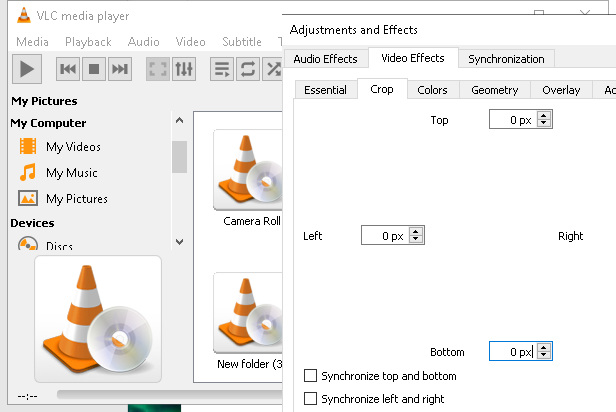 VLC media player
Media Playback Audio Video Subtitle
My Pictures
My Computer
My Videos
My Music
My Pictures
Devices
Discs
Camera Roll
New folder (3
--:--
Adjustments and Effects
Audio Effects Video Effects Synchronization
Essential Crop Colors Geometry Overlay
Top 0 px
Left 0 px Right
Bottom 0 px
Synchronize top and bottom
Synchronize left and right